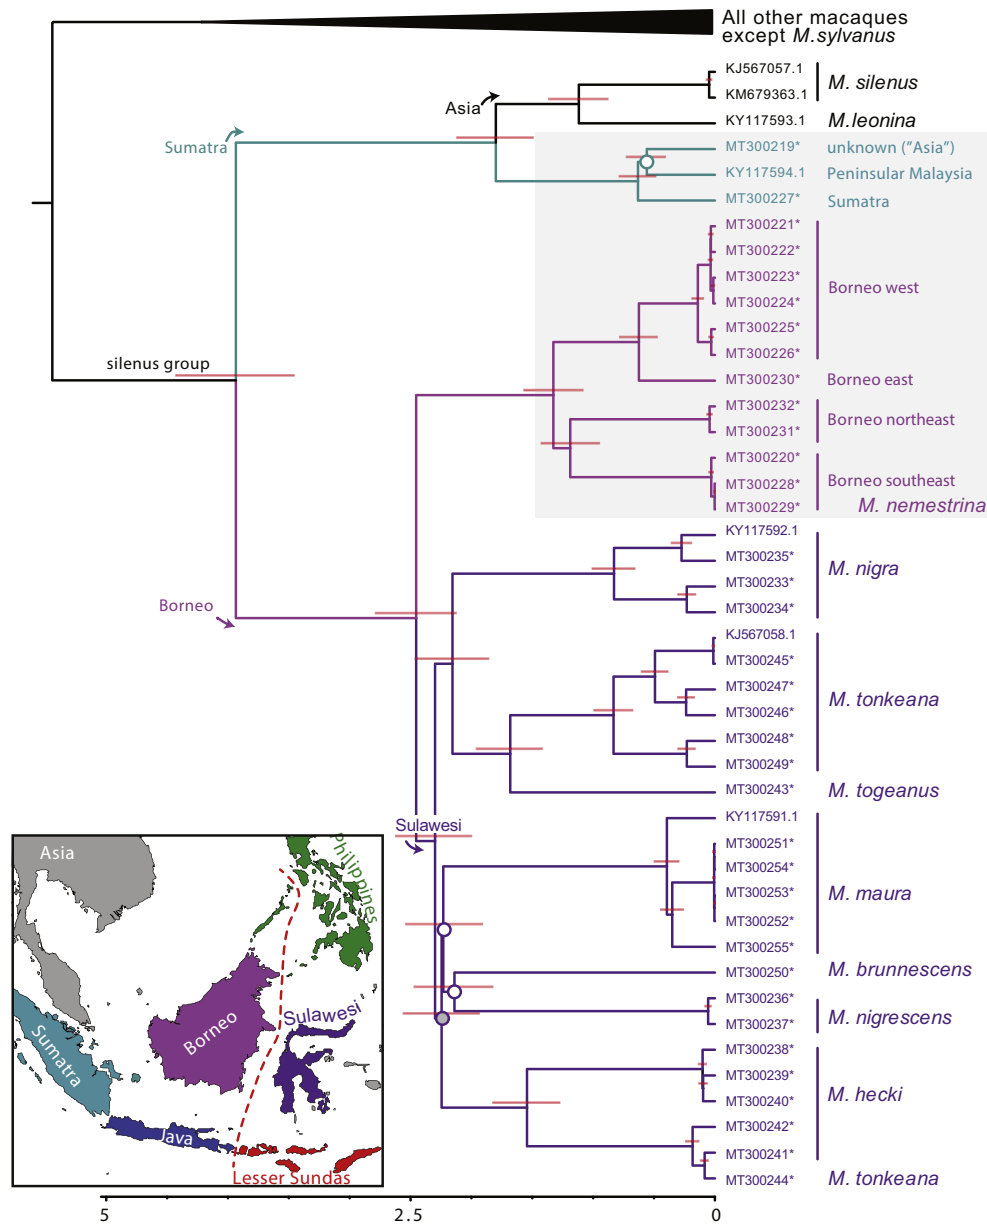 All other macaques
except M.sylvanus
KJ567057.1
KM679363.1
M. silenus
Asia
KY117593.1
M.leonina
Sumatra
MT300219*
unknown ("Asia")
KY117594.1
Peninsular Malaysia
MT300227*
Sumatra
MT300221*
MT300222*
MT300223*
Borneo west
MT300224*
MT300225*
MT300226*
silenus group
MT300230*
Borneo east
MT300232*
Borneo northeast
MT300231*
MT300220*
MT300228*
Borneo southeast
MT300229*
M. nemestrina
KY117592.1
MT300235*
M. nigra
MT300233*
MT300234*
Borneo
KJ567058.1
MT300245*
MT300247*
M. tonkeana
MT300246*
MT300248*
MT300249*
MT300243*
M. togeanus
KY117591.1
Sulawesi
MT300251*
MT300254*
MT300253*
M. maura
MT300252*
MT300255*
MT300250*
M. brunnescens
MT300236*
M. nigrescens
MT300237*
MT300238*
MT300239*
M. hecki
MT300240*
MT300242*
MT300241*
MT300244*
M. tonkeana
Asia
Philippines
Sumatra
Borneo
Sulawesi
Java
Lesser Sundas
5
2.5
0